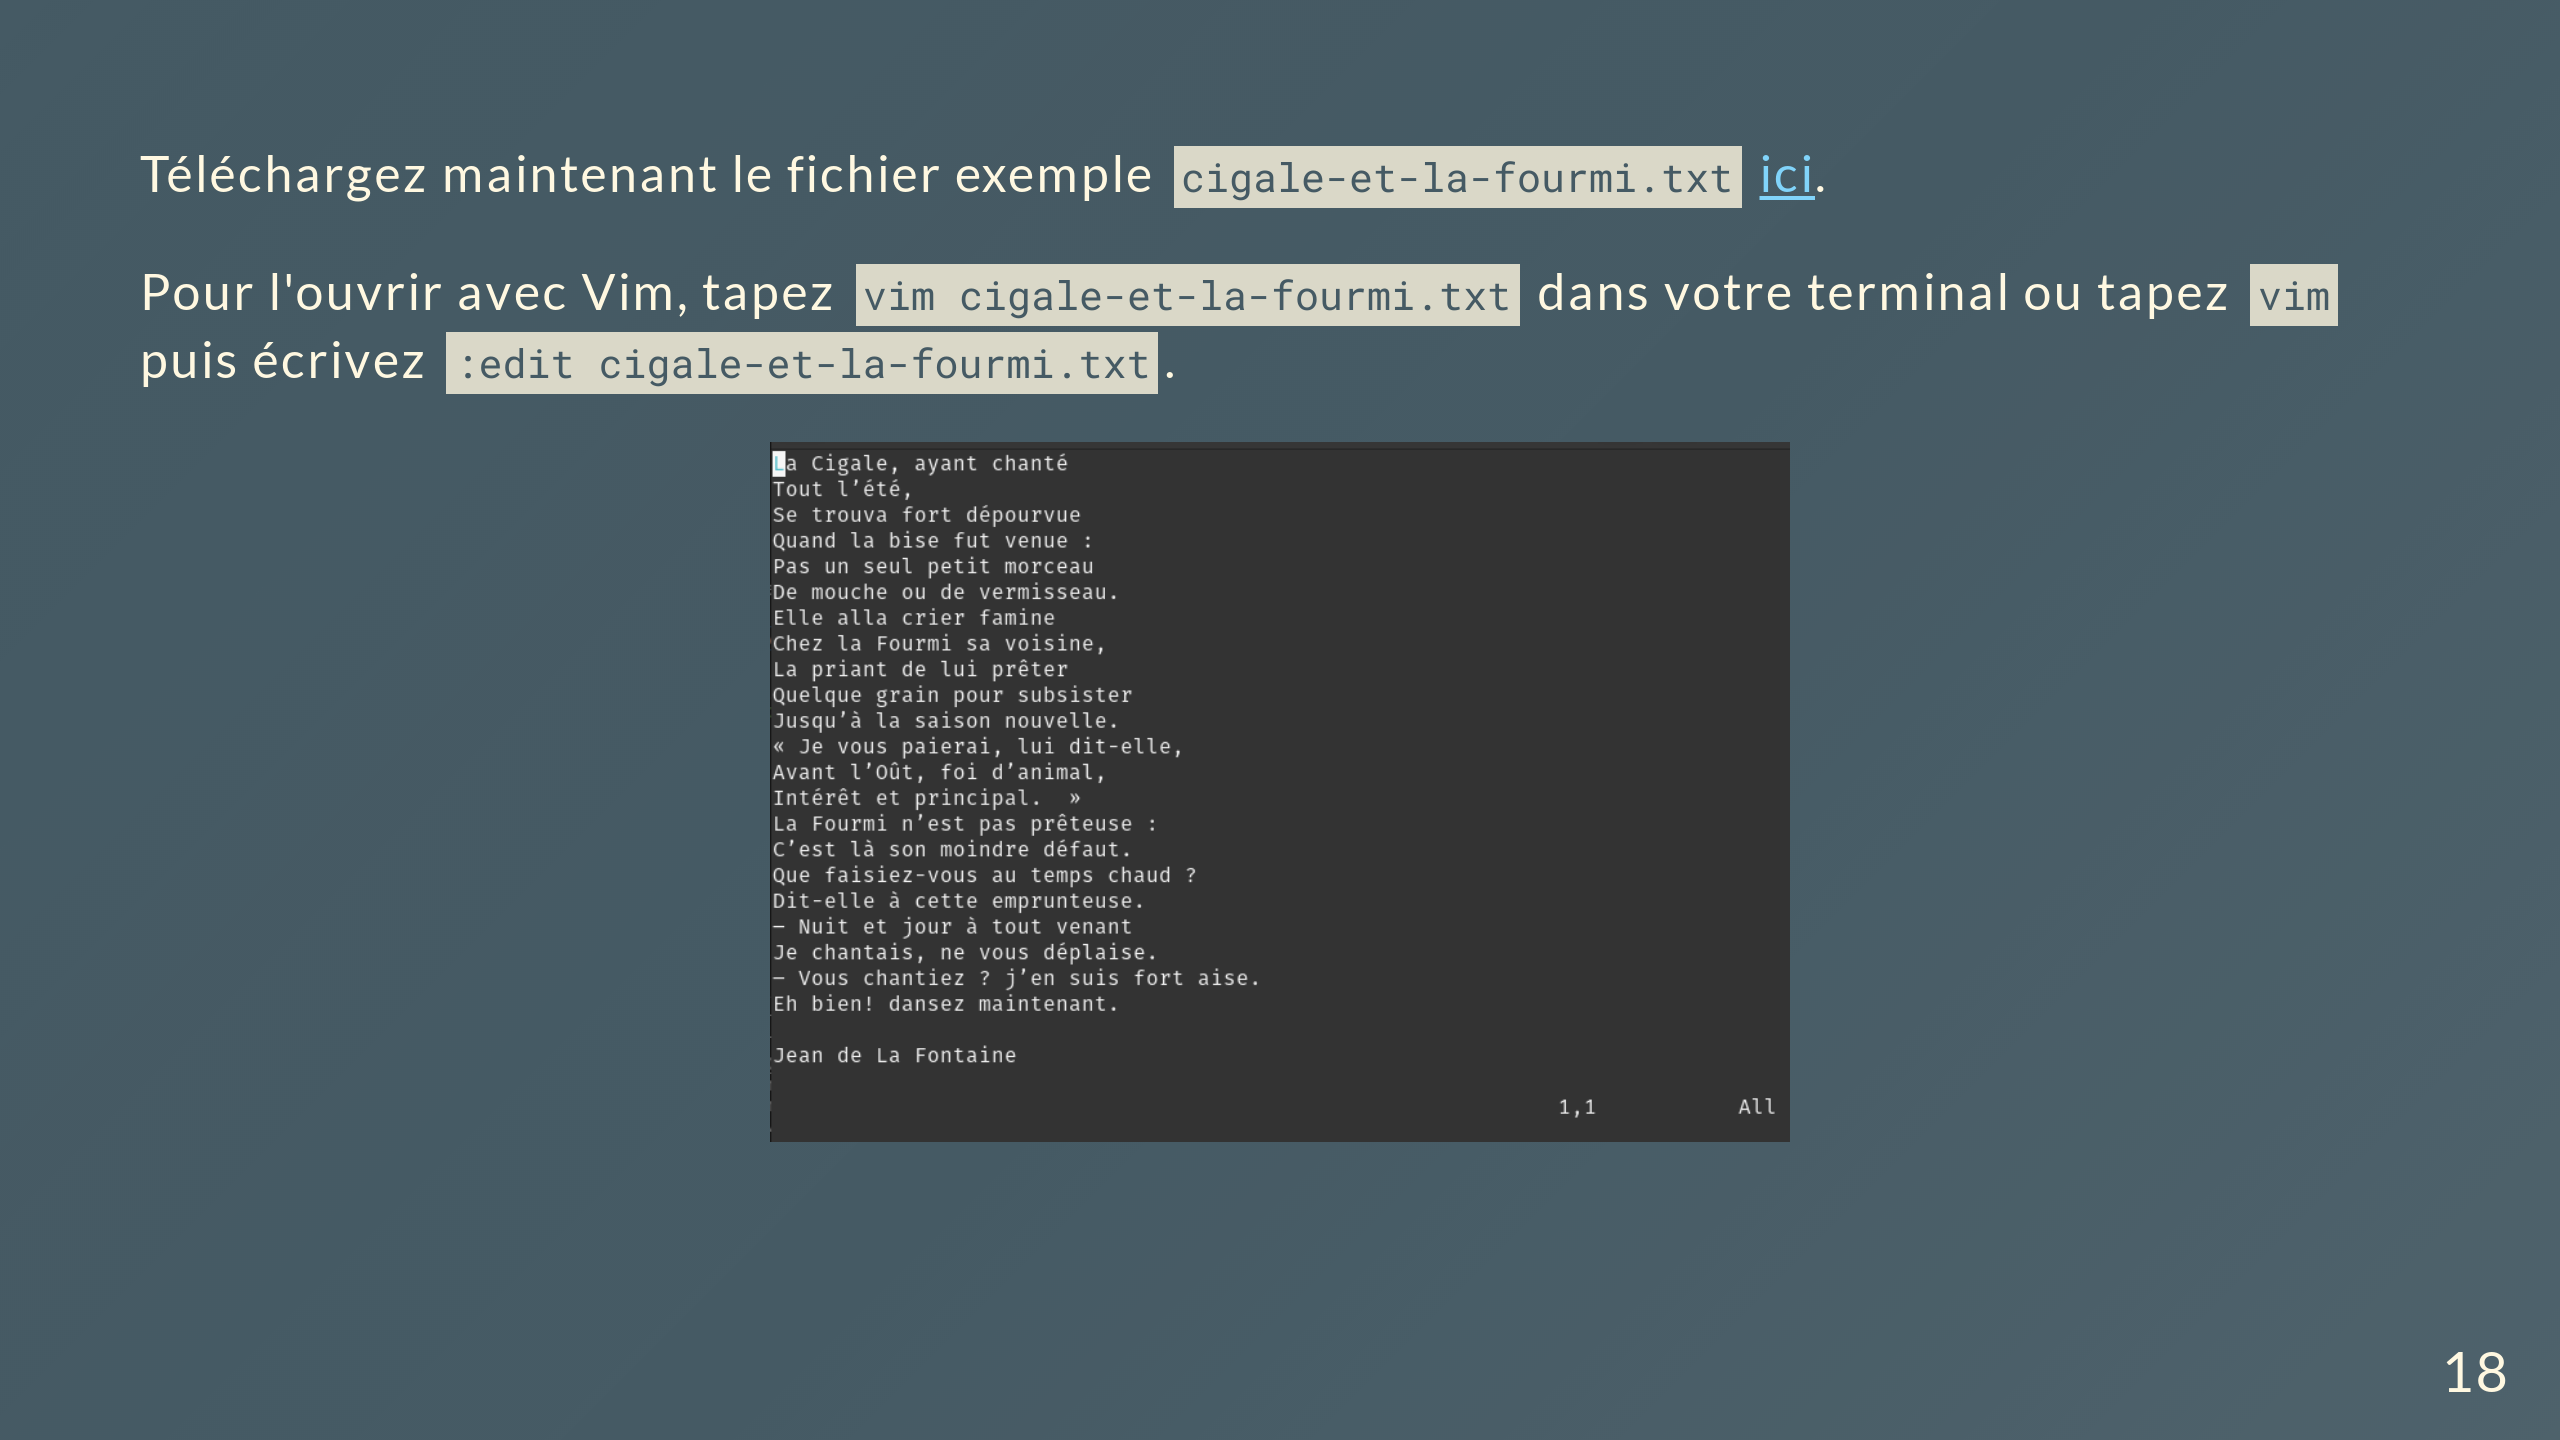 Téléchargez maintenant le fichier exemple cigale-et-la-fourmi.txt ici.
Pour l'ouvrir avec Vim, tapez vim cigale-et-la-fourmi.txt dans votre terminal ou tapez vim
puis écrivez :edit cigale-et-la-fourmi.txt.
La Cigale, ayant chanté
Tout l’été,
Se trouva fort dépourvue
Quand la bise fut venue :
Pas un seul petit morceau
De mouche ou de vermisseau.
Elle alla crier famine
Chez la Fourmi sa voisine,
La priant de lui prêter
Quelque grain pour subsister
Jusqu’à la saison nouvelle.
« Je vous paierai, lui dit-elle,
Avant l’Oût, foi d’animal,
Intérêt et principal.  »
La Fourmi n’est pas prêteuse :
C’est là son moindre défaut.
Que faisiez-vous au temps chaud ?
Dit-elle à cette emprunteuse.
— Nuit et jour à tout venant
Je chantais, ne vous déplaise.
— Vous chantiez ? j’en suis fort aise.
Eh bien! dansez maintenant.
Jean de La Fontaine
1,1 All
18